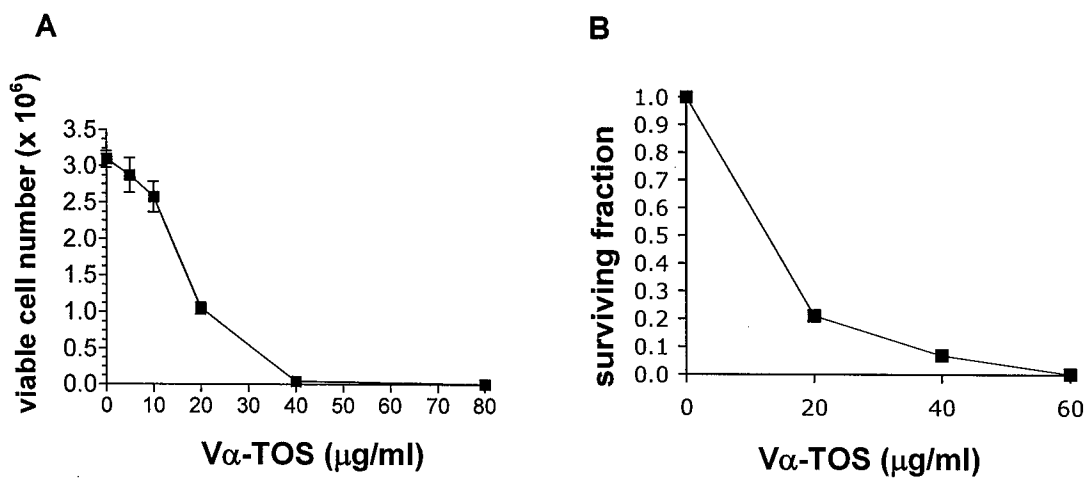 A
viable cell number (x 10⁶)
3.5
3.0
2.5
2.0
1.5
1.0
0.5
0.0
0 10 20 30 40 50 60 70 80
Vα-TOS (μg/ml)
B
surviving fraction
1.0
0.9
0.8
0.7
0.6
0.5
0.4
0.3
0.2
0.1
0.0
0 20 40 60
Vα-TOS (μg/ml)